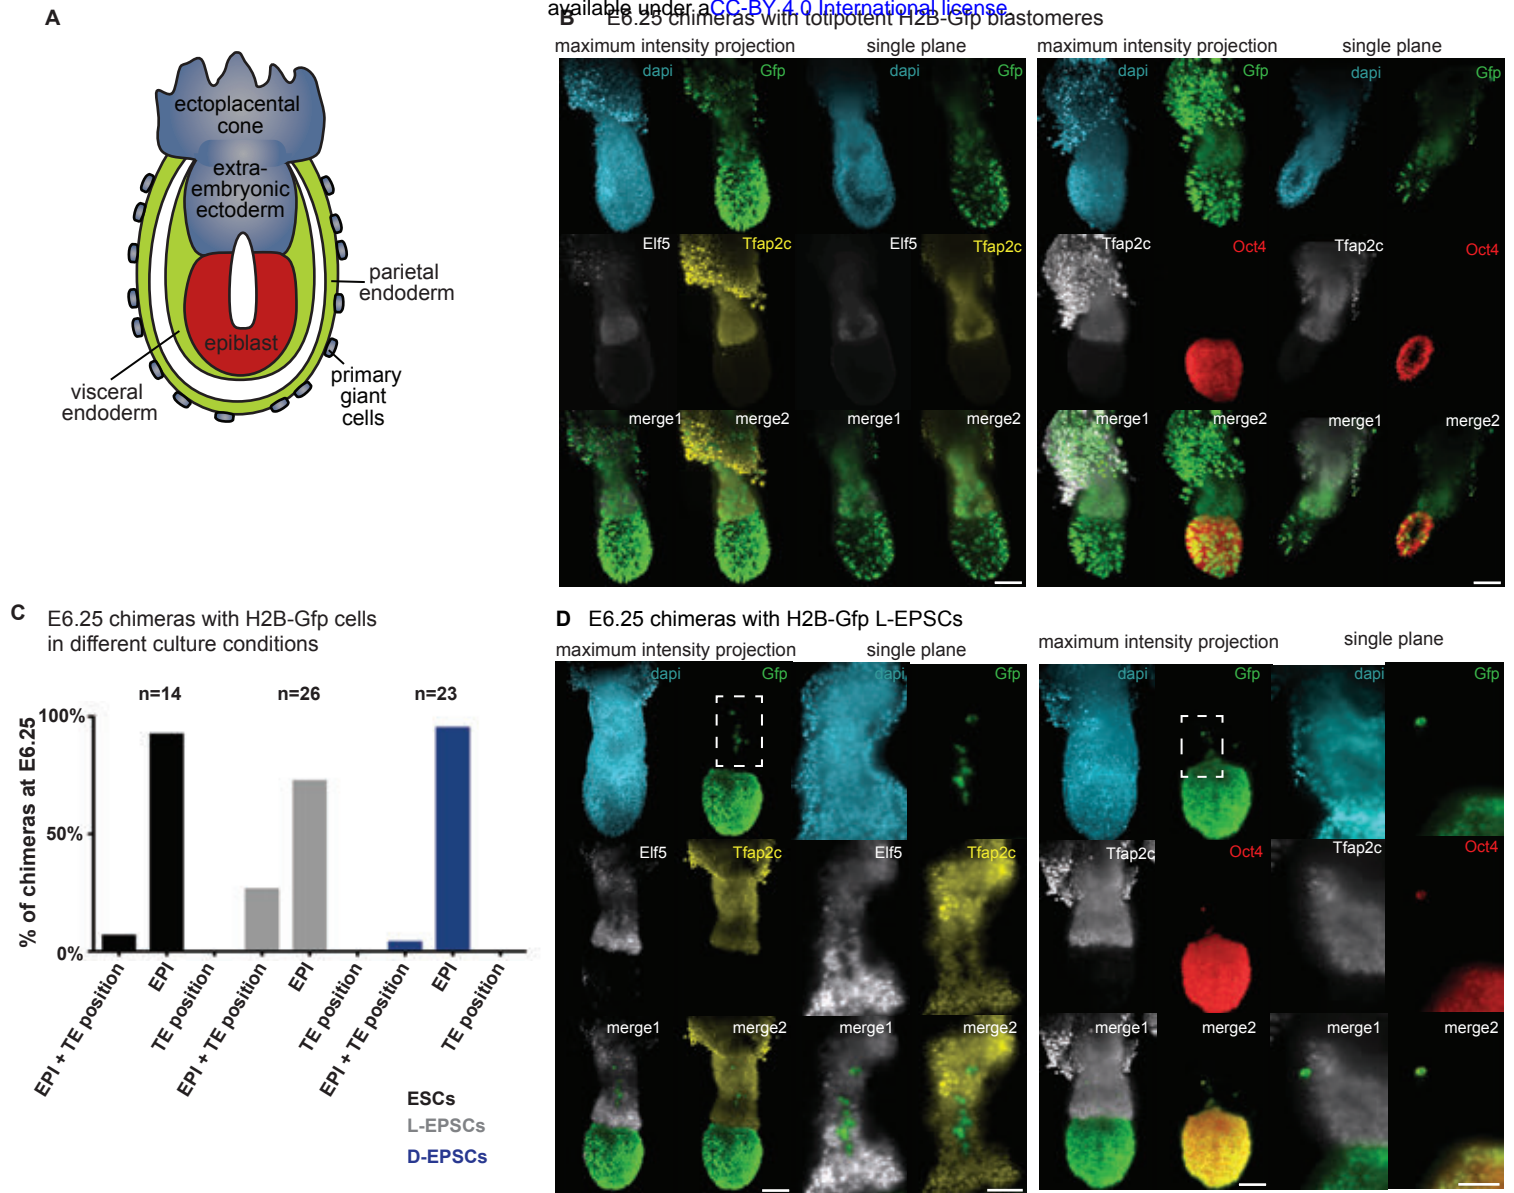 available under aCC-BY 4.0 International license.
A
ectoplacental
cone
extra-
embryonic
ectoderm
epiblast
parietal
endoderm
visceral
endoderm
primary
giant
cells
B E6.25 chimeras with totipotent H2B-Gfp blastomeres
maximum intensity projection single plane maximum intensity projection single plane
dapi Gfp dapi Gfp dapi Gfp dapi Gfp
Elf5 Tfap2c Elf5 Tfap2c Tfap2c Oct4 Tfap2c Oct4
merge1 merge2 merge1 merge2 merge1 merge2 merge1 merge2
C E6.25 chimeras with H2B-Gfp cells
in different culture conditions
n=14 n=26 n=23
% of chimeras at E6.25
100%
50%
0%
EPI + TE position
EPI
TE position
EPI + TE position
EPI
TE position
EPI + TE position
EPI
TE position
ESCs
L-EPSCs
D-EPSCs
D E6.25 chimeras with H2B-Gfp L-EPSCs
maximum intensity projection single plane maximum intensity projection single plane
dapi Gfp dapi Gfp dapi Gfp dapi Gfp
Elf5 Tfap2c Elf5 Tfap2c Tfap2c Oct4 Tfap2c Oct4
merge1 merge2 merge1 merge2 merge1 merge2 merge1 merge2